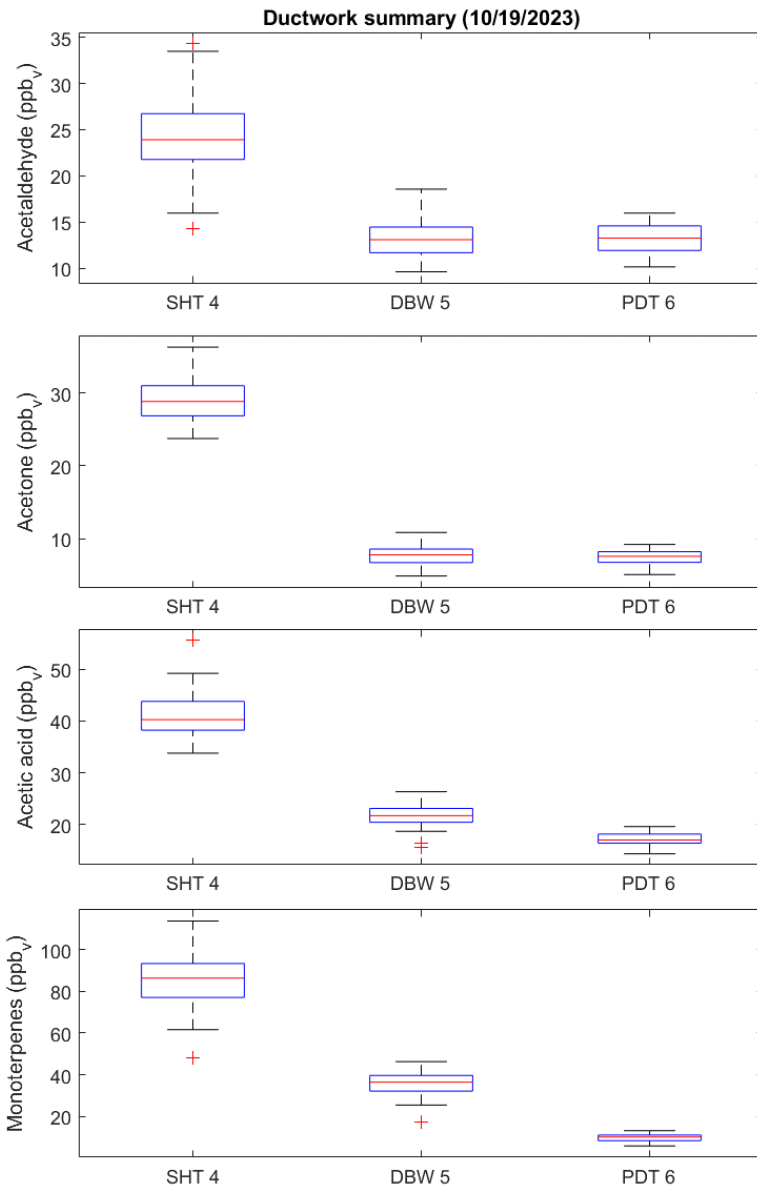 Ductwork summary (10/19/2023)
Acetaldehyde (ppbv)
35
30
25
20
15
10
SHT 4 DBW 5 PDT 6
Acetone (ppbv)
30
20
10
SHT 4 DBW 5 PDT 6
Acetic acid (ppbv)
50
40
30
20
SHT 4 DBW 5 PDT 6
Monoterpenes (ppbv)
100
80
60
40
20
SHT 4 DBW 5 PDT 6